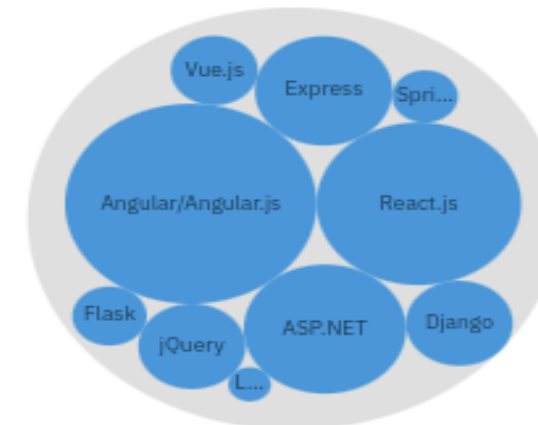 Vue.js
Express
Spri...
Angular/Angular.js
React.js
Flask
jQuery
ASP.NET
Django
L...